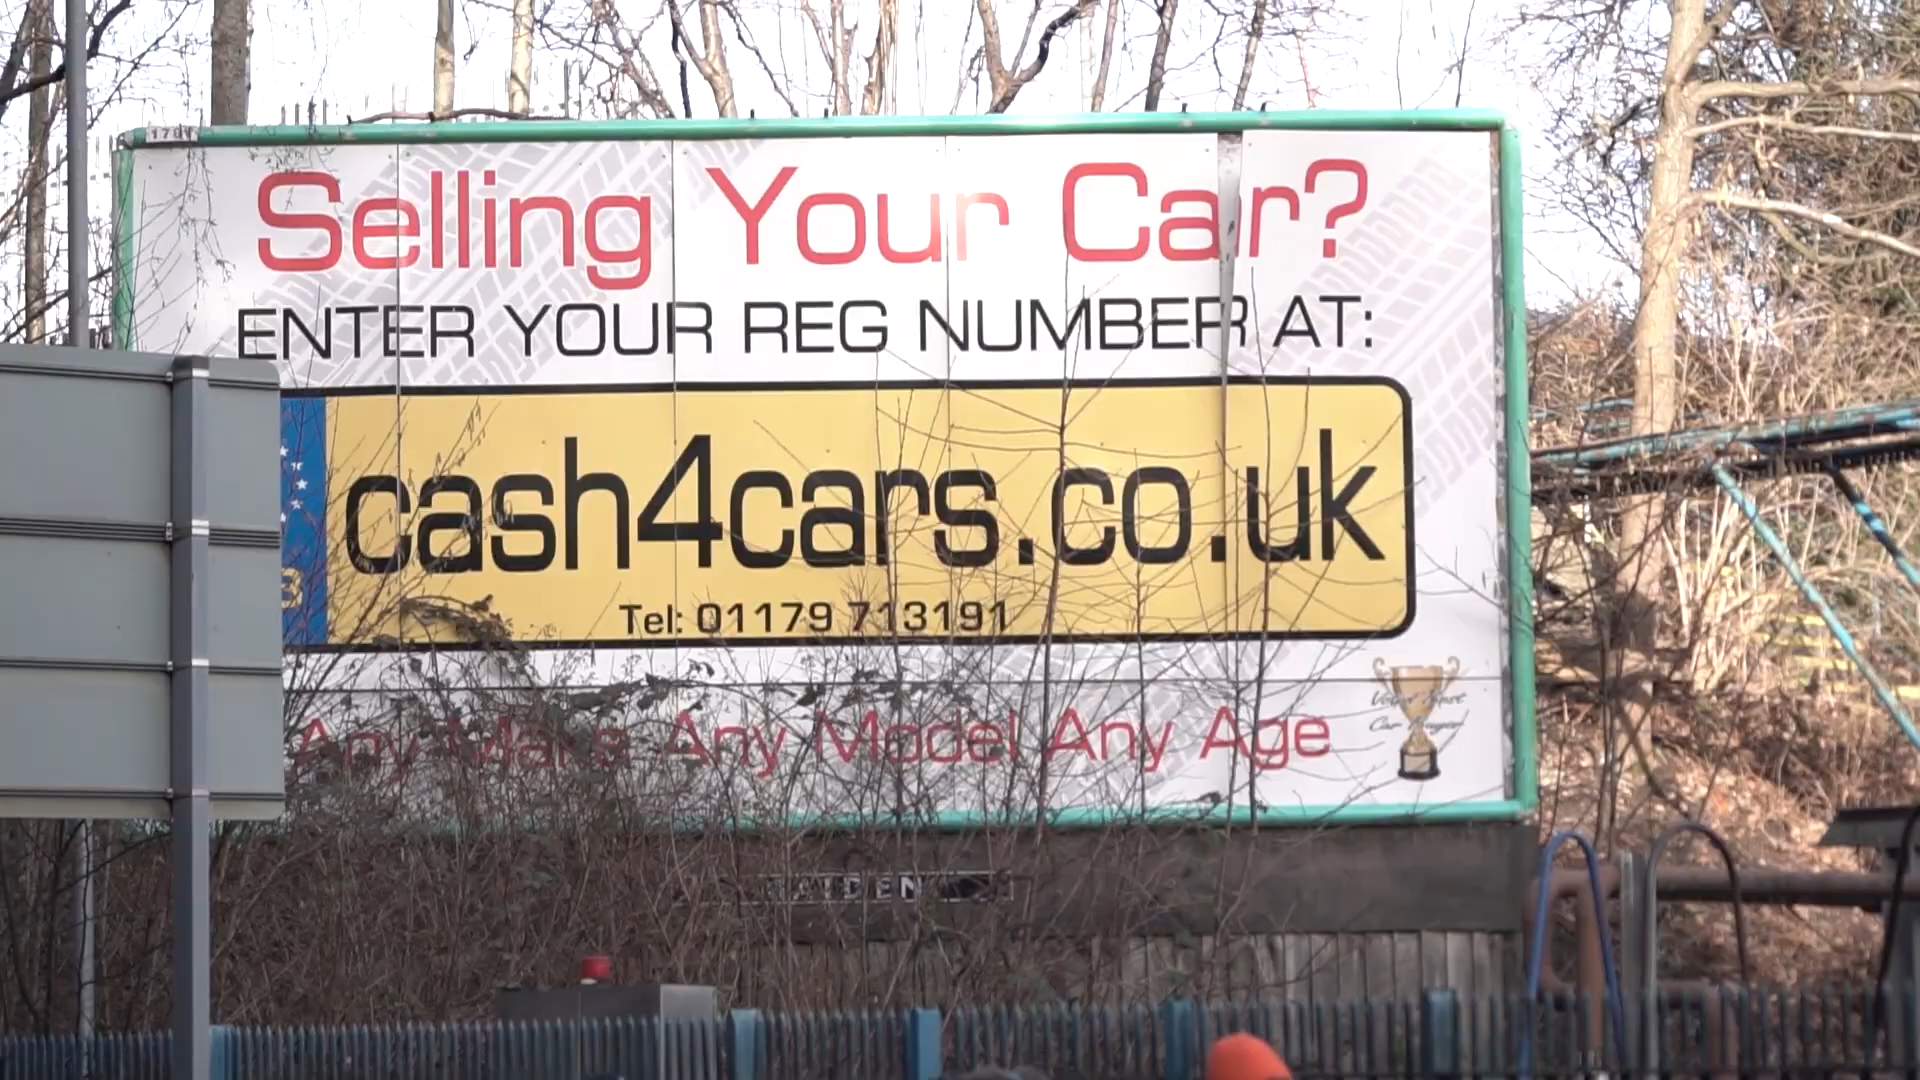 Selling Your Car?
ENTER YOUR REG NUMBER AT:
cash4cars.co.uk
Tel: 01179 713191
Any Make Any Model Any Age